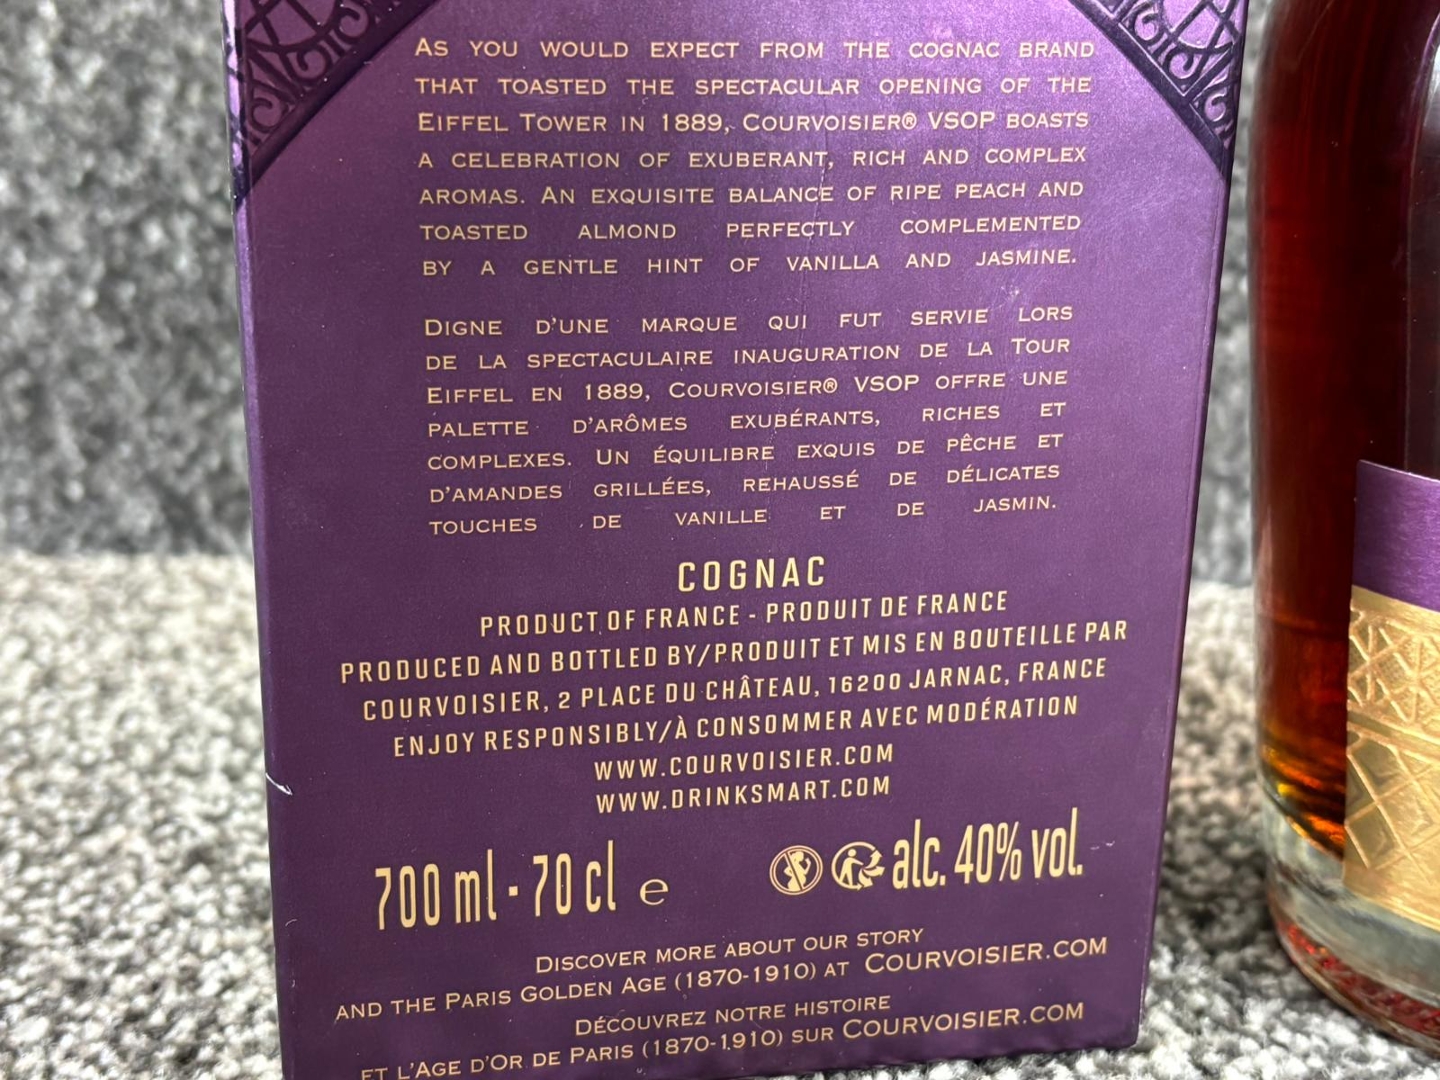 AS YOU WOULD EXPECT FROM THE COGNAC BRAND
THAT TOASTED THE SPECTACULAR OPENING OF THE
EIFFEL TOWER IN 1889, COURVOISIER® VSOP BOASTS
A CELEBRATION OF EXUBERANT, RICH AND COMPLEX
AROMAS. AN EXQUISITE BALANCE OF RIPE PEACH AND
TOASTED ALMOND PERFECTLY COMPLEMENTED
BY A GENTLE HINT OF VANILLA AND JASMINE.
DIGNE D'UNE MARQUE QUI FUT SERVIE LORS
DE LA SPECTACULAIRE INAUGURATION DE LA TOUR
EIFFEL EN 1889, COURVOISIER® VSOP OFFRE UNE
PALETTE D'ARÔMES EXUBÉRANTS, RICHES ET
COMPLEXES. UN ÉQUILIBRE EXQUIS DE PÊCHE ET
D'AMANDES GRILLÉES, REHAUSSÉ DE DÉLICATES
TOUCHES DE VANILLE ET DE JASMIN.
COGNAC
PRODUCT OF FRANCE - PRODUIT DE FRANCE
PRODUCED AND BOTTLED BY/PRODUIT ET MIS EN BOUTEILLE PAR
COURVOISIER, 2 PLACE DU CHÂTEAU, 16200 JARNAC, FRANCE
ENJOY RESPONSIBLY/À CONSOMMER AVEC MODÉRATION
WWW.COURVOISIER.COM
WWW.DRINKSMART.COM
700 ml - 70 cl e alc. 40% vol.
DISCOVER MORE ABOUT OUR STORY
AND THE PARIS GOLDEN AGE (1870-1910) AT COURVOISIER.COM
DÉCOUVREZ NOTRE HISTOIRE
ET L'AGE D'OR DE PARIS (1870-1910) SUR COURVOISIER.COM